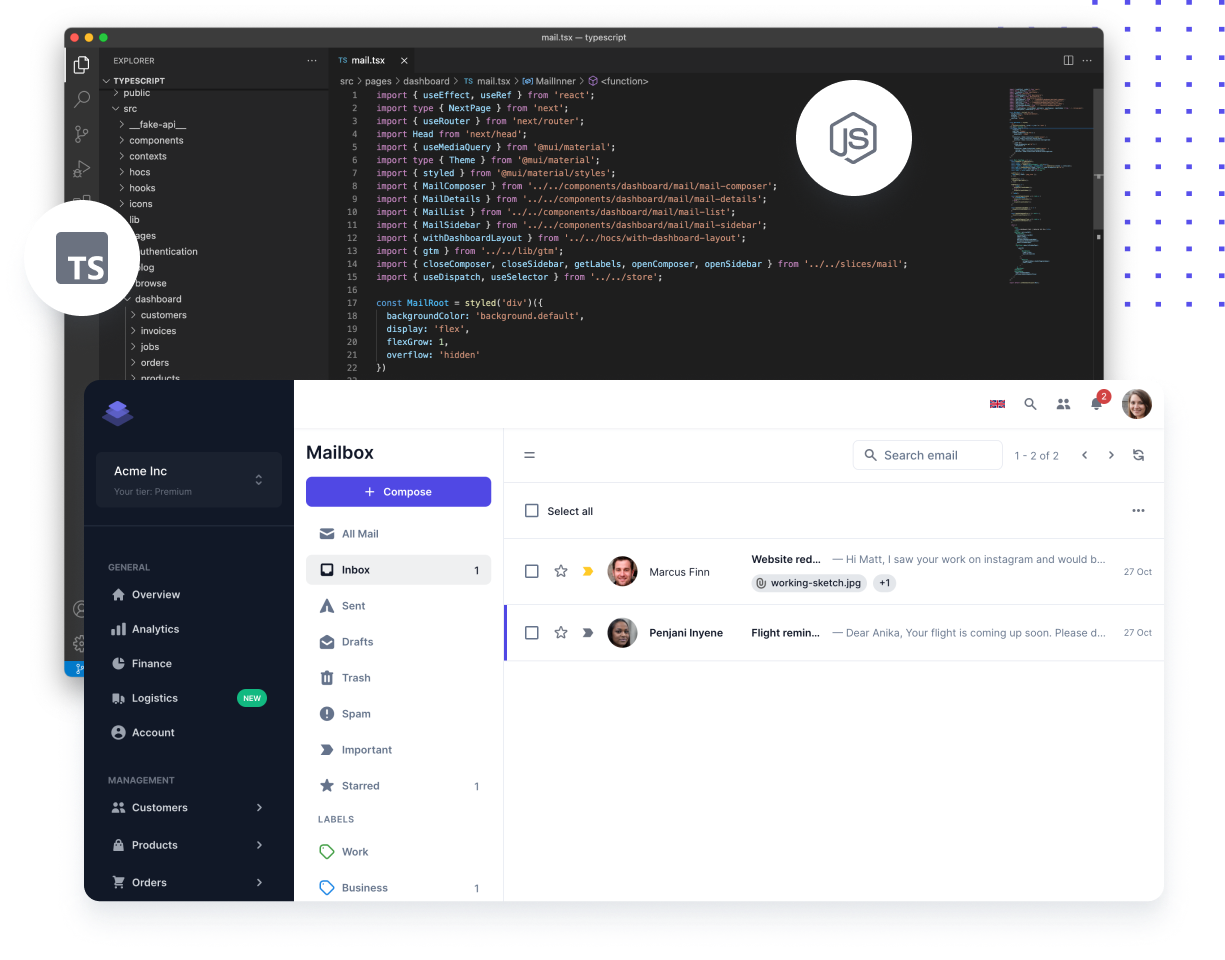 mail.tsx — typescript
EXPLORER
TYPESCRIPT
public
src
__fake-api__
components
contexts
hocs
hooks
icons
lib
dashboard
customers
invoices
jobs
orders
products
TS
TS mail.tsx
src > pages > dashboard > TS mail.tsx > MailInner > <function>
1 import { useEffect, useRef } from 'react';
2 import type { NextPage } from 'next';
3 import { useRouter } from 'next/router';
4 import Head from 'next/head';
5 import { useMediaQuery } from '@mui/material';
6 import type { Theme } from '@mui/material';
7 import { styled } from '@mui/material/styles';
8 import { MailComposer } from '../../components/dashboard/mail/mail-composer';
9 import { MailDetails } from '../../components/dashboard/mail/mail-details';
10 import { MailList } from '../../components/dashboard/mail/mail-list';
11 import { MailSidebar } from '../../components/dashboard/mail/mail-sidebar';
12 import { withDashboardLayout } from '../../hocs/with-dashboard-layout';
13 import { gtm } from '../../lib/gtm';
14 import { closeComposer, closeSidebar, getLabels, openComposer, openSidebar } from '../../slices/mail';
15 import { useDispatch, useSelector } from '../../store';
16
17 const MailRoot = styled('div')({
18 backgroundColor: 'background.default',
19 display: 'flex',
20 flexGrow: 1,
21 overflow: 'hidden'
22 })
JS
Acme Inc
Your tier: Premium
GENERAL
Overview
Analytics
Finance
Logistics NEW
Account
MANAGEMENT
Customers
Products
Orders
2
Mailbox
+ Compose
All Mail
Inbox 1
Sent
Drafts
Trash
Spam
Important
Starred 1
LABELS
Work
Business 1
Search email
1 - 2 of 2
Select all
Marcus Finn
Website red... — Hi Matt, I saw your work on instagram and would b...
working-sketch.jpg +1
27 Oct
Penjani Inyene
Flight remin... — Dear Anika, Your flight is coming up soon. Please d...
27 Oct